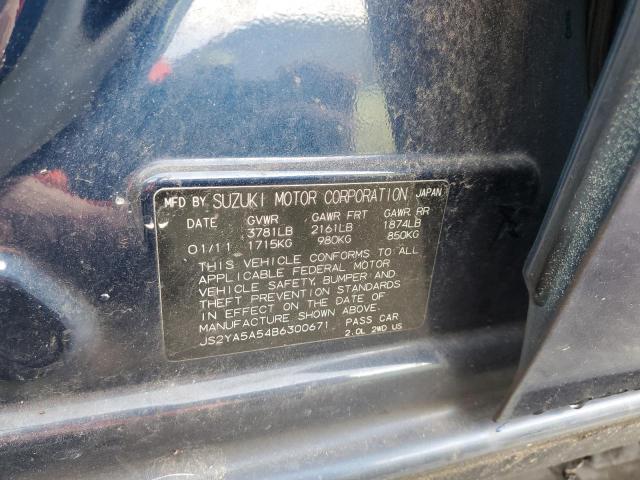 MFD BY SUZUKI MOTOR CORPORATION JAPAN
DATE GVWR GAWR FRT GAWR RR
3781LB 2161LB 1874LB
01/11 1715KG 980KG 850KG
THIS VEHICLE CONFORMS TO ALL
APPLICABLE FEDERAL MOTOR
VEHICLE SAFETY, BUMPER AND
THEFT PREVENTION STANDARDS
IN EFFECT ON THE DATE OF
MANUFACTURE SHOWN ABOVE.
JS2YA5A54B6300671 PASS CAR
2.0L 2WD US